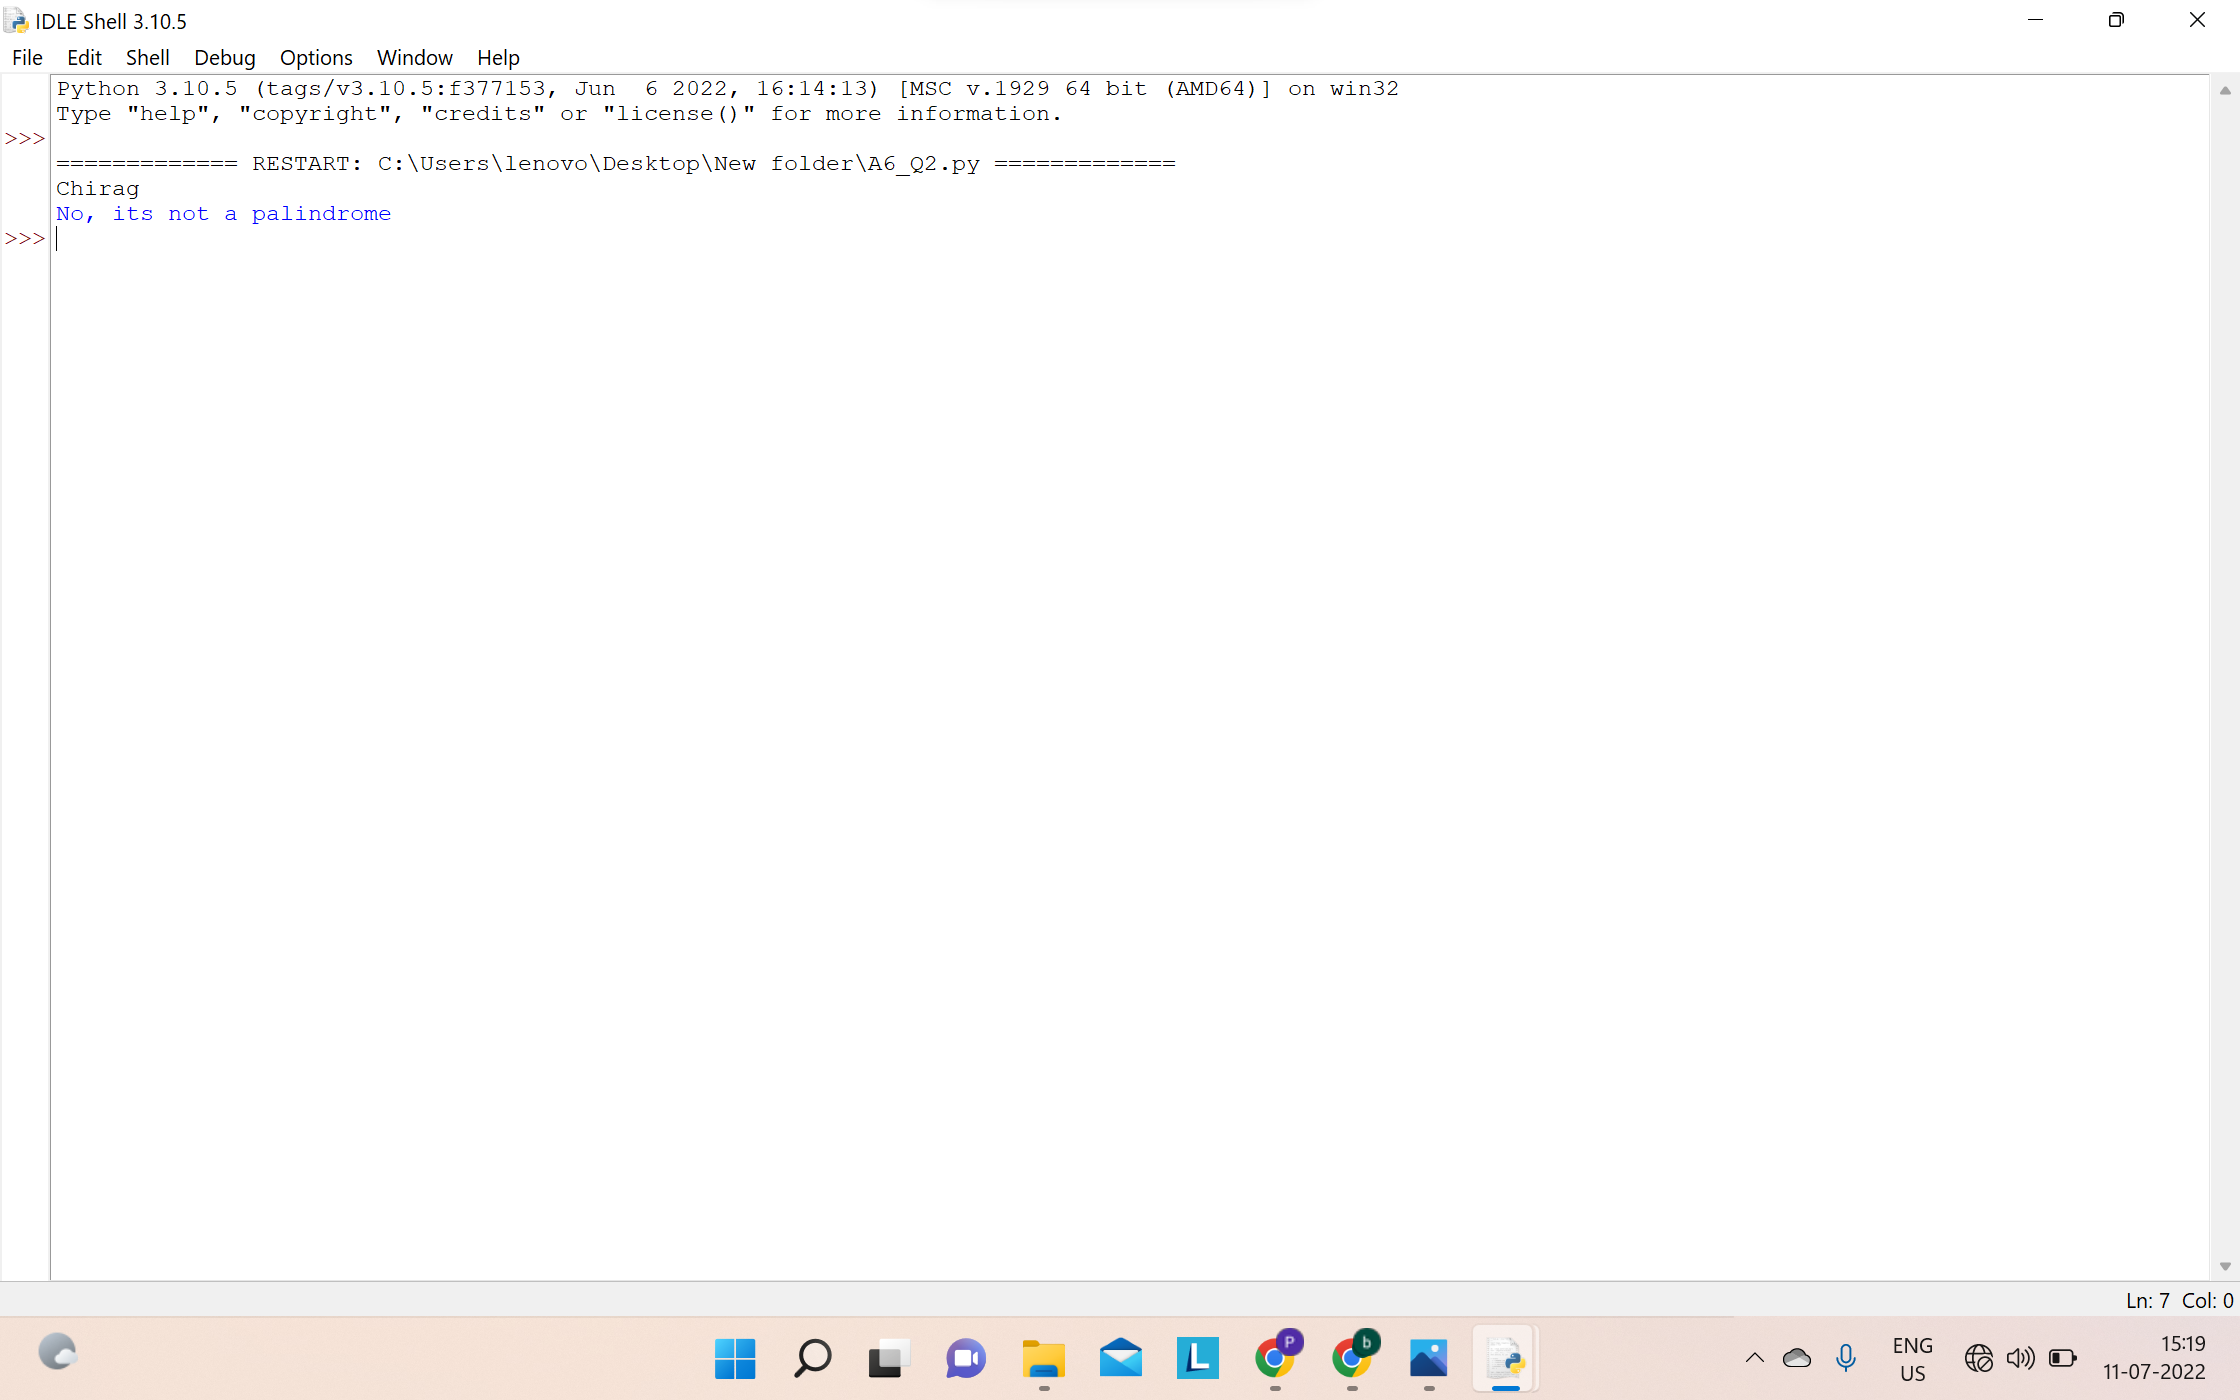 IDLE Shell 3.10.5
File Edit Shell Debug Options Window Help
Python 3.10.5 (tags/v3.10.5:f377153, Jun  6 2022, 16:14:13) [MSC v.1929 64 bit (AMD64)] on win32
Type "help", "copyright", "credits" or "license()" for more information.
>>>
============= RESTART: C:\Users\lenovo\Desktop\New folder\A6_Q2.py =============
Chirag
No, its not a palindrome
>>>
Ln: 7 Col: 0
L
P
b
ENG
US
15:19
11-07-2022